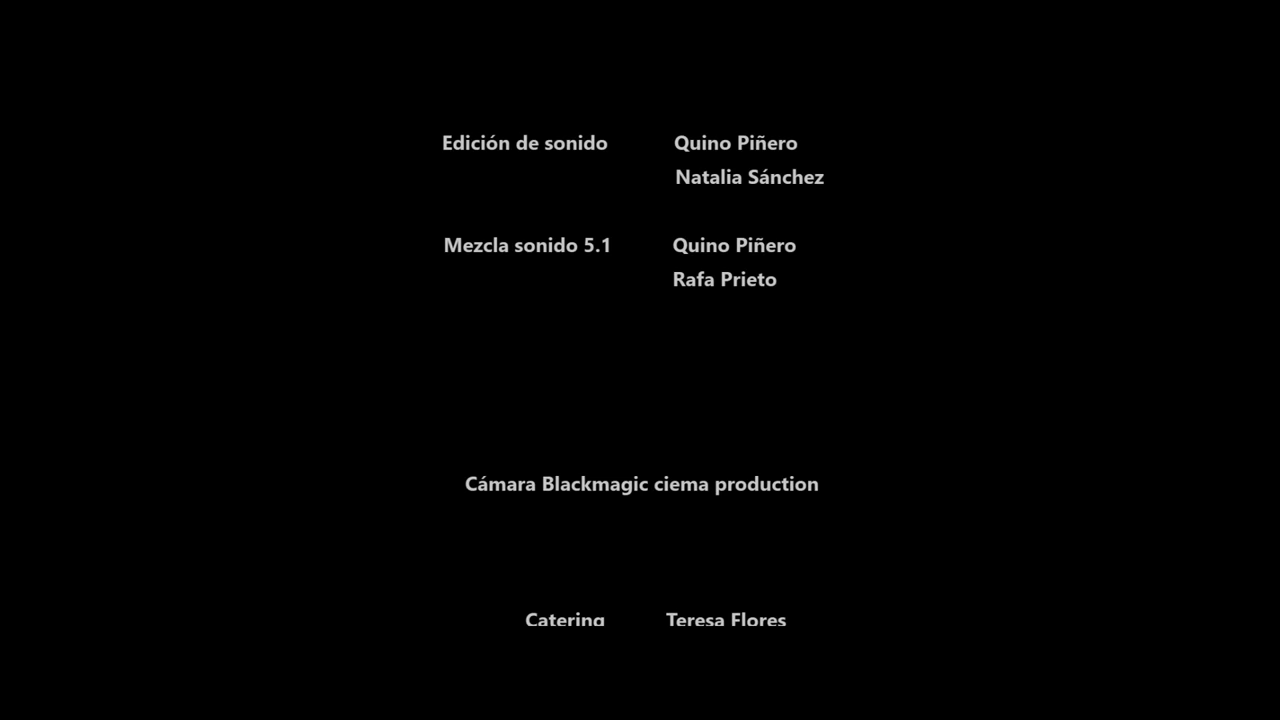 Edición de sonido Quino Piñero
Natalia Sánchez
Mezcla sonido 5.1 Quino Piñero
Rafa Prieto
Cámara Blackmagic ciema production
Catering Teresa Flores